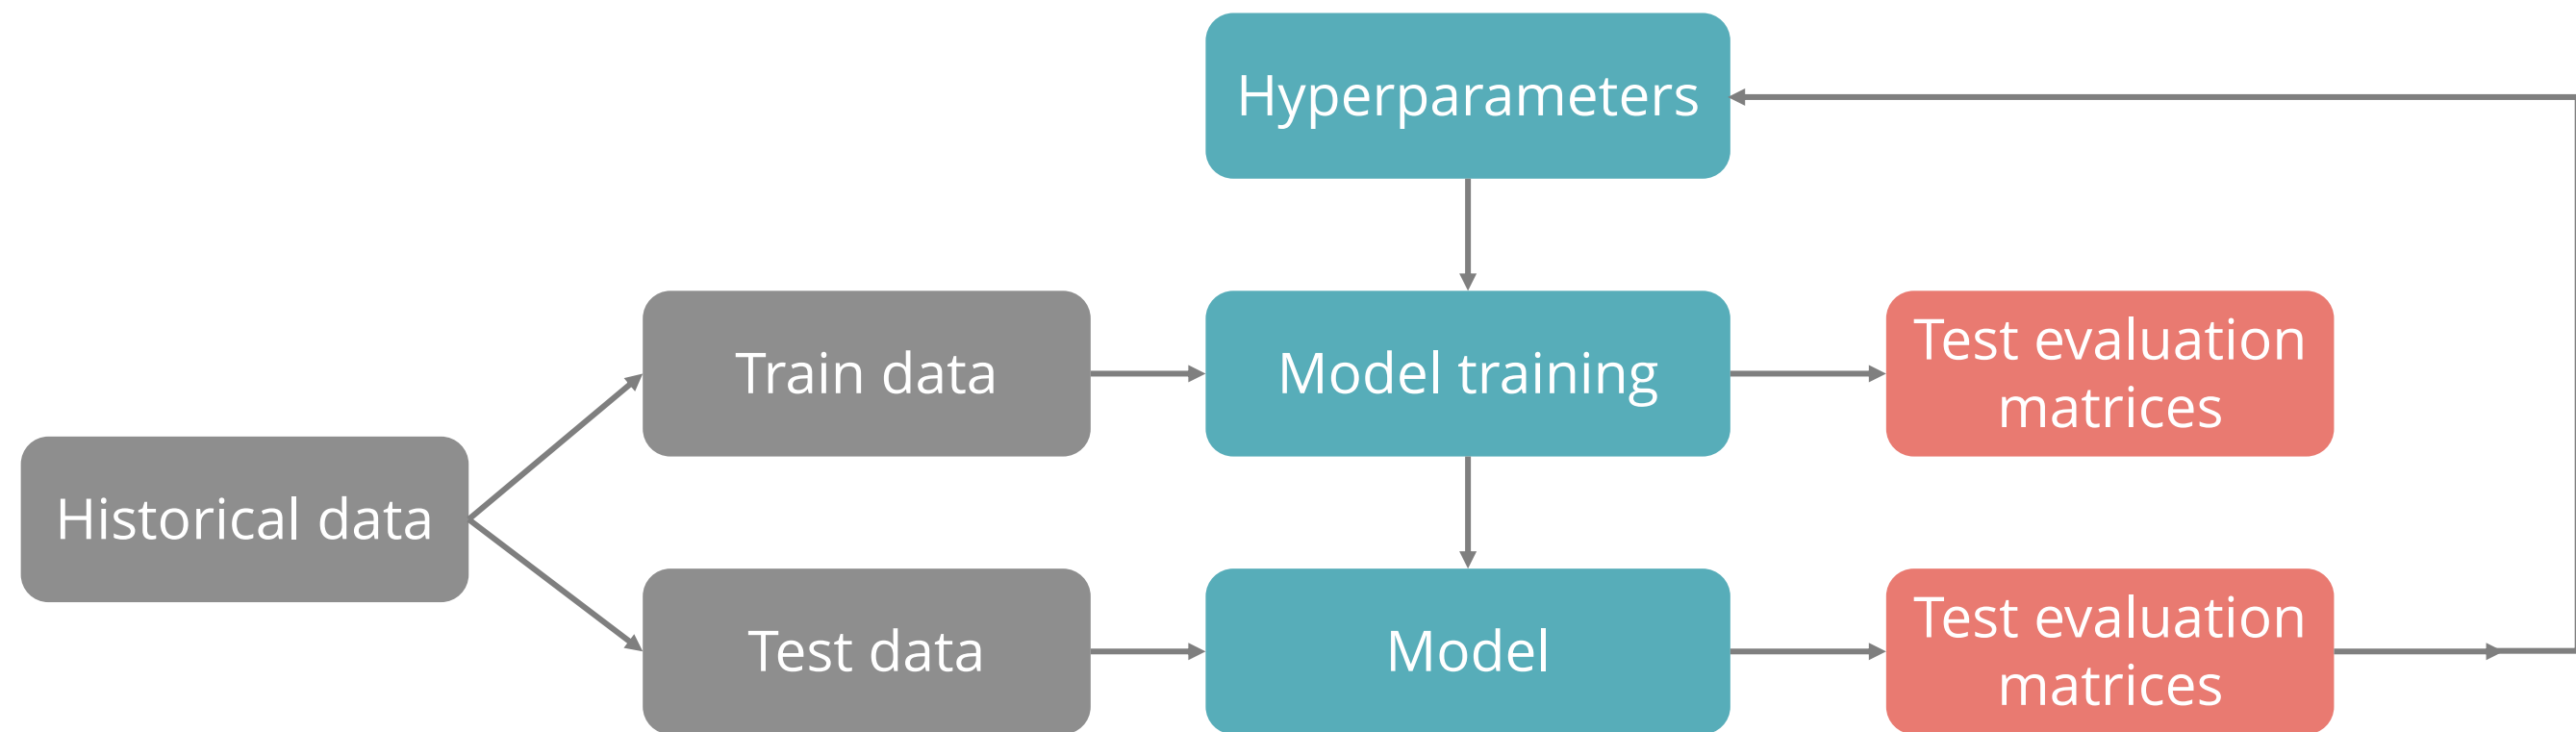 Hyperparameters
Train data
Model training
Test evaluation
matrices
Historical data
Test data
Model
Test evaluation
matrices